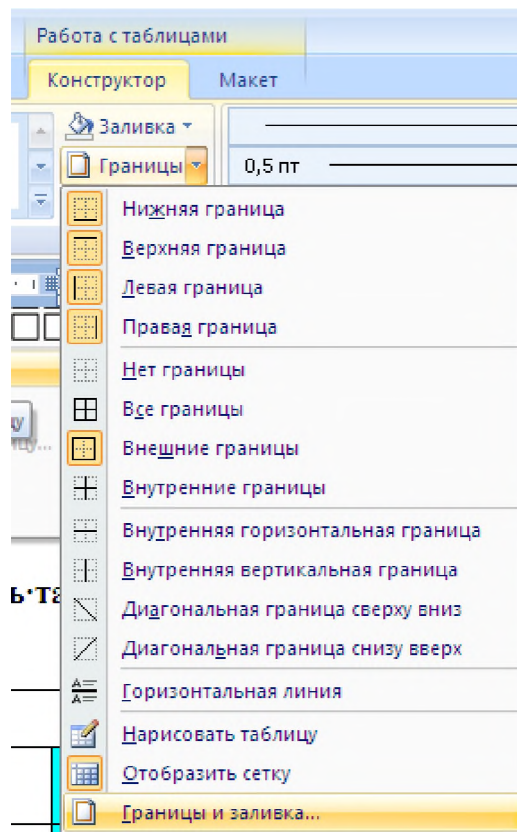 Работа с таблицами
Конструктор Макет
Заливка
Границы 0,5 пт
Нижняя граница
Верхняя граница
Левая граница
Правая граница
Нет границы
Все границы
Внешние границы
Внутренние границы
Внутренняя горизонтальная граница
Внутренняя вертикальная граница
Диагональная граница сверху вниз
Диагональная граница снизу вверх
Горизонтальная линия
Нарисовать таблицу
Отобразить сетку
Границы и заливка...